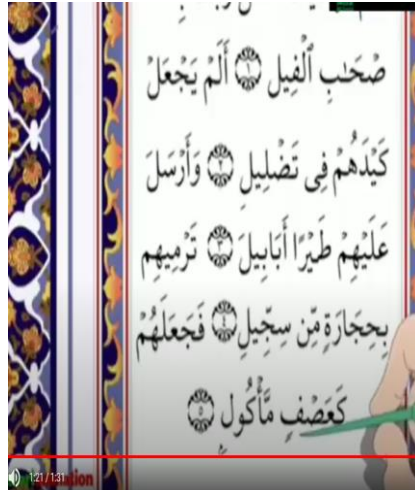 صْحَٰبِ ٱلْفِيلِ ۝١ أَلَمْ يَجْعَلْ
كَيْدَهُمْ فِى تَضْلِيلٍ ۝٢ وَأَرْسَلَ
عَلَيْهِمْ طَيْرًا أَبَابِيلَ ۝٣ تَرْمِيهِم
بِحِجَارَةٍ مِّن سِجِّيلٍ ۝٤ فَجَعَلَهُمْ
كَعَصْفٍ مَّأْكُولٍ ۝٥
1:21 / 1:31